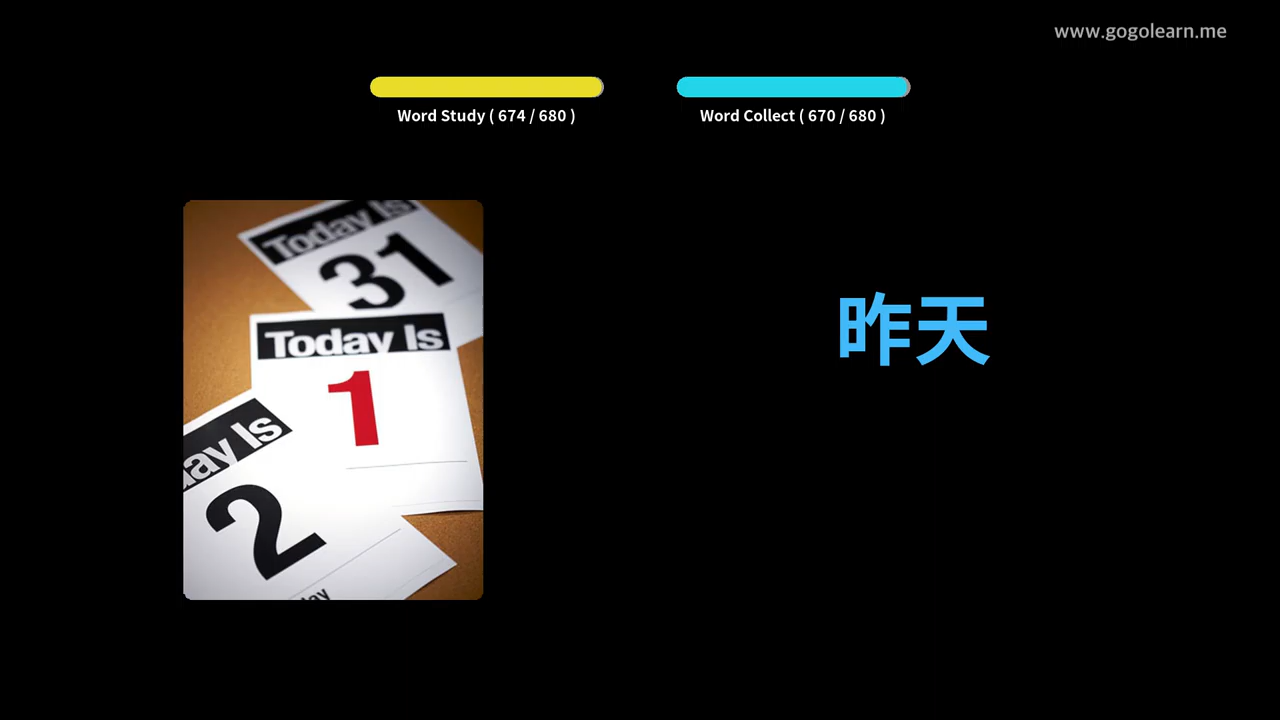 www.gogolearn.me
Word Study ( 674 / 680 )
Word Collect ( 670 / 680 )
Today Is
31
Today Is
1
ay Is
2
ay
昨天